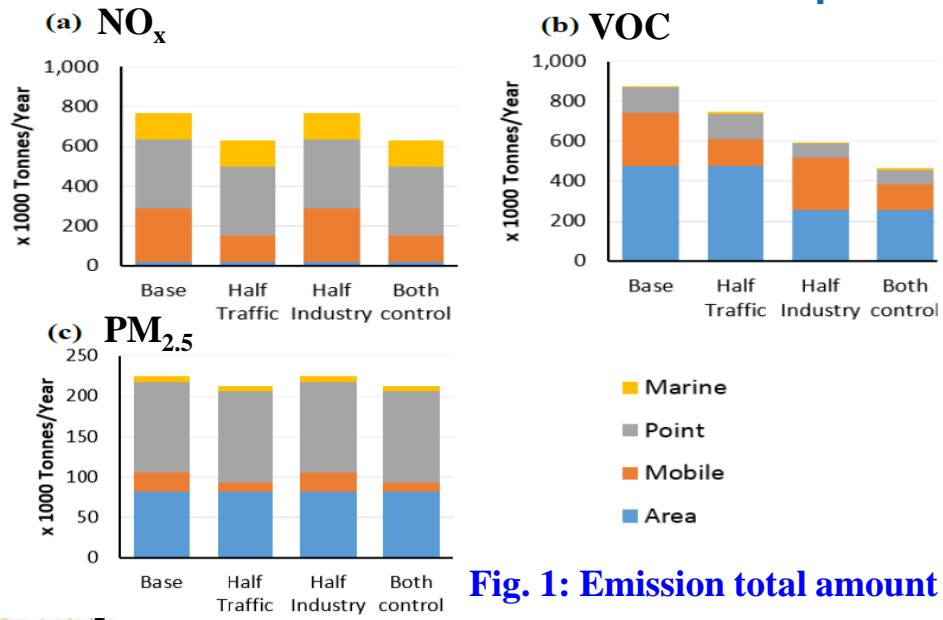 (a) NOx
1,000
800
600
400
200
0
x 1000 Tonnes/Year
Base Half Traffic Half Industry Both control
(b) VOC
1,000
800
600
400
200
0
x 1000 Tonnes/Year
Base Half Traffic Half Industry Both control
(c) PM2.5
250
200
150
100
50
0
x 1000 Tonnes/Year
Base Half Traffic Half Industry Both control
Marine
Point
Mobile
Area
Fig. 1: Emission total amount